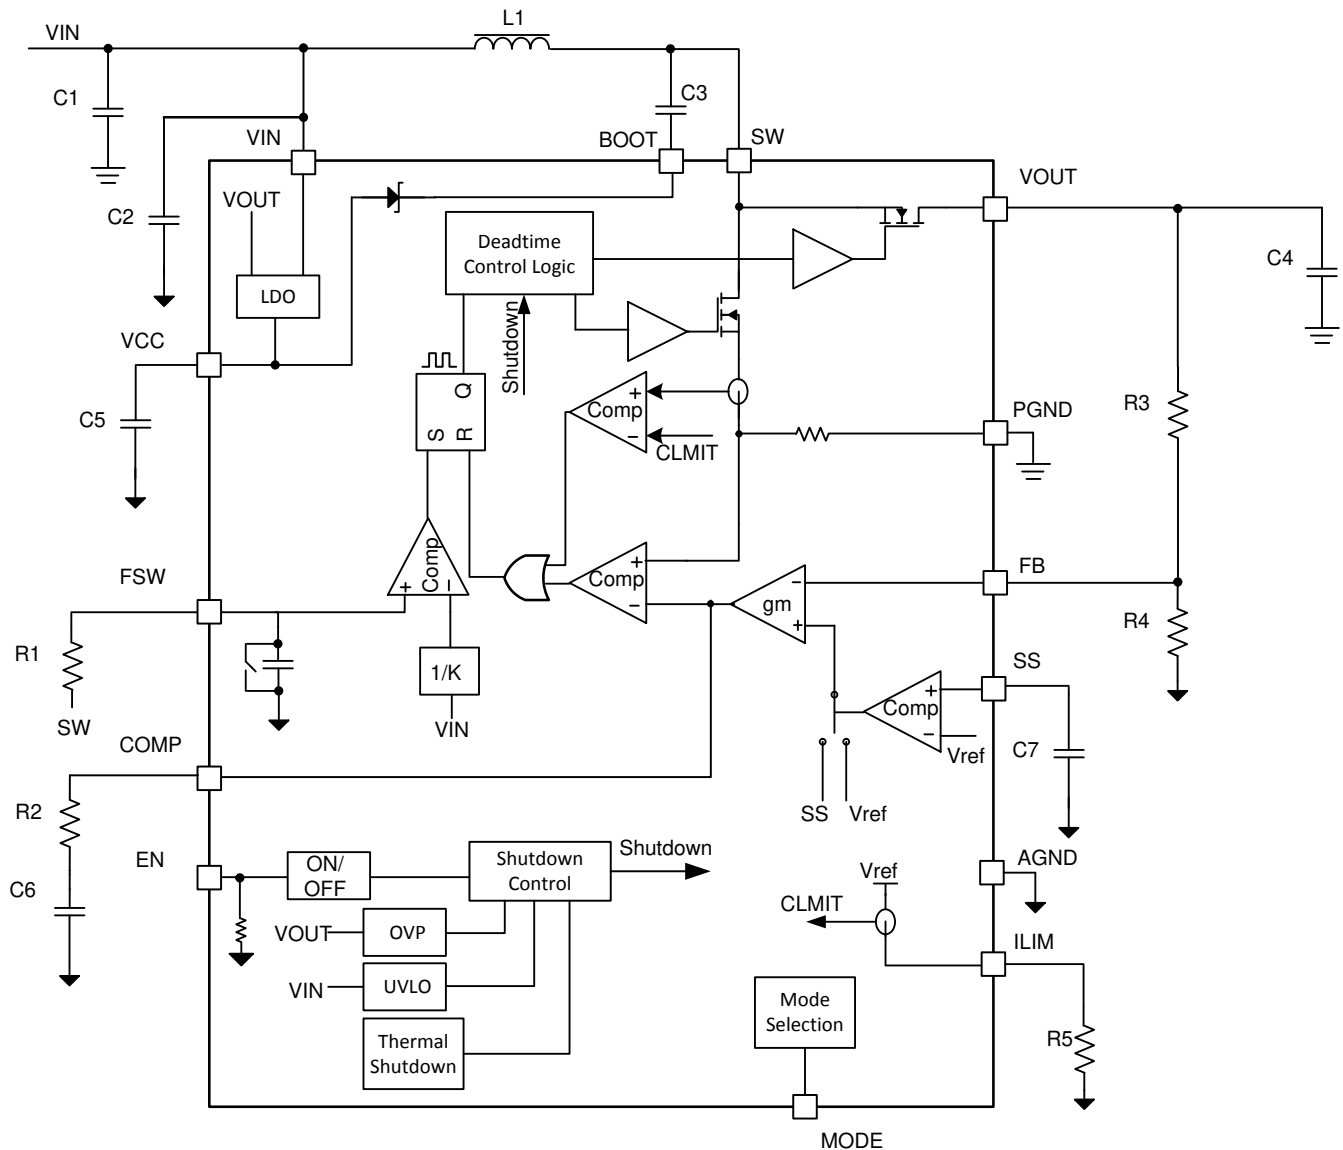 VIN
L1
C1
C3
VIN
BOOT
SW
VOUT
VOUT
C2
Deadtime
Control Logic
C4
LDO
Shutdown
VCC
S
Q
R
Comp
+
−
CLMIT
C5
R3
PGND
FSW
Comp
+
−
Comp
+
−
gm
−
+
FB
R4
R1
1/K
VIN
SW
SS
Comp
+
−
Vref
C7
COMP
SS
Vref
R2
EN
ON/
OFF
Shutdown
Control
Shutdown
Vref
AGND
C6
CLMIT
VOUT
OVP
ILIM
VIN
UVLO
Mode
Selection
Thermal
Shutdown
R5
MODE